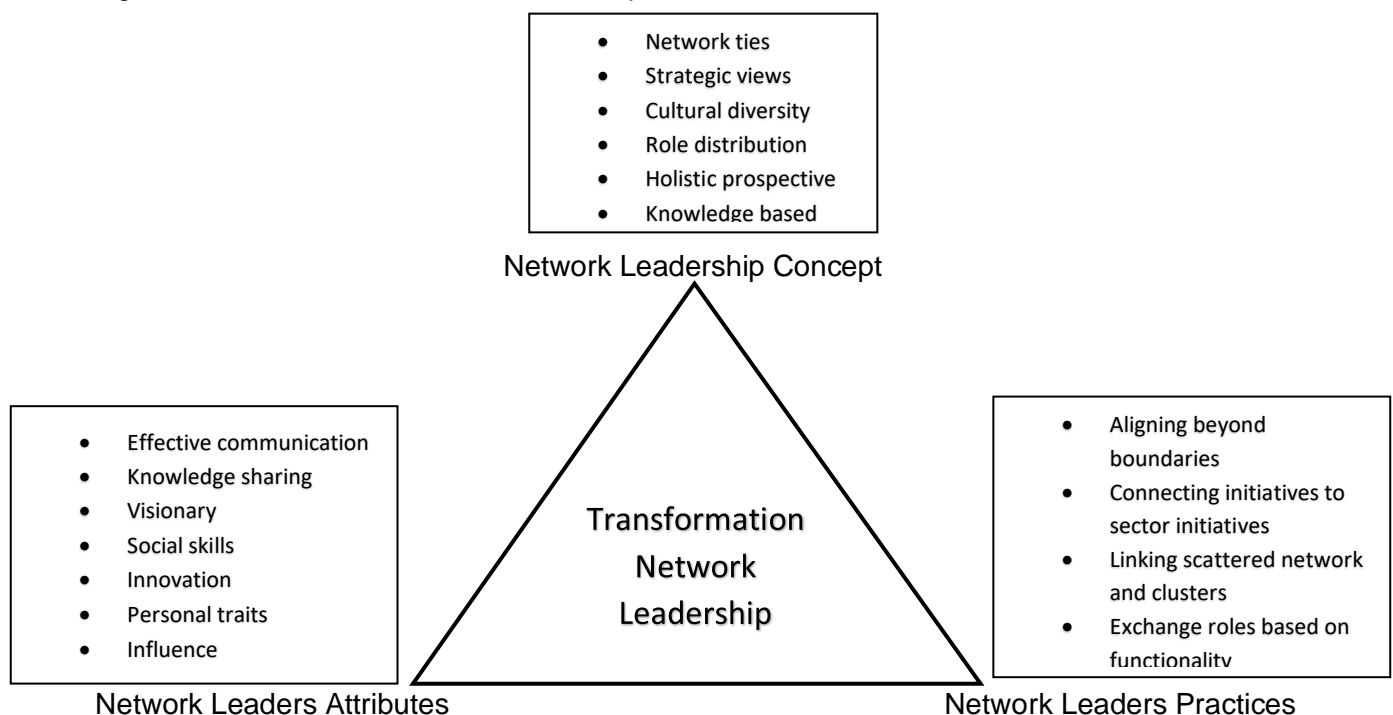 • Network ties
• Strategic views
• Cultural diversity
• Role distribution
• Holistic prospective
• Knowledge based
Network Leadership Concept
• Effective communication
• Knowledge sharing
• Visionary
• Social skills
• Innovation
• Personal traits
• Influence
Network Leaders Attributes
Transformation
Network
Leadership
• Aligning beyond
boundaries
• Connecting initiatives to
sector initiatives
• Linking scattered network
and clusters
• Exchange roles based on
functionality
Network Leaders Practices